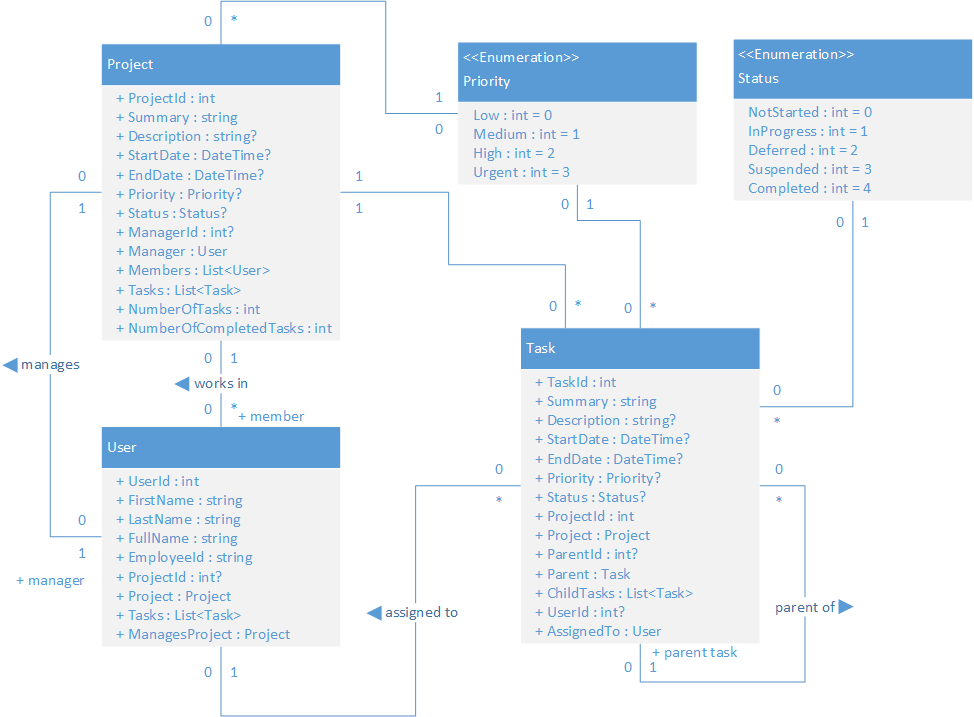 0 *
Project
+ ProjectId : int
+ Summary : string
+ Description : string?
+ StartDate : DateTime?
+ EndDate : DateTime?
+ Priority : Priority?
+ Status : Status?
+ ManagerId : int?
+ Manager : User
+ Members : List<User>
+ Tasks : List<Task>
+ NumberOfTasks : int
+ NumberOfCompletedTasks : int
1
0
<<Enumeration>>
Priority
Low : int = 0
Medium : int = 1
High : int = 2
Urgent : int = 3
0 1
<<Enumeration>>
Status
NotStarted : int = 0
InProgress : int = 1
Deferred : int = 2
Suspended : int = 3
Completed : int = 4
0 1
0
1
1
1
0 *
0 *
manages
0 1
works in
0 *
+ member
User
+ UserId : int
+ FirstName : string
+ LastName : string
+ FullName : string
+ EmployeeId : string
+ ProjectId : int?
+ Project : Project
+ Tasks : List<Task>
+ ManagesProject : Project
0
1
+ manager
0 1
Task
+ TaskId : int
+ Summary : string
+ Description : string?
+ StartDate : DateTime?
+ EndDate : DateTime?
+ Priority : Priority?
+ Status : Status?
+ ProjectId : int
+ Project : Project
+ ParentId : int?
+ Parent : Task
+ ChildTasks : List<Task>
+ UserId : int?
+ AssignedTo : User
0
*
0
*
0
*
assigned to
parent of
+ parent task
0 1